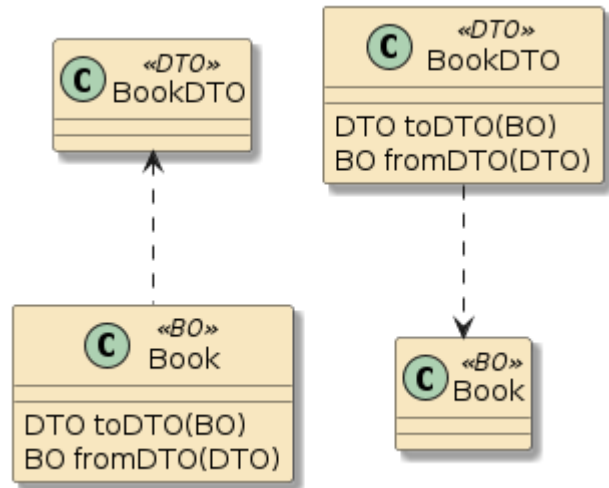 C «DTO»
BookDTO
C «BO»
Book
DTO toDTO(BO)
BO fromDTO(DTO)
C «DTO»
BookDTO
DTO toDTO(BO)
BO fromDTO(DTO)
C «BO»
Book